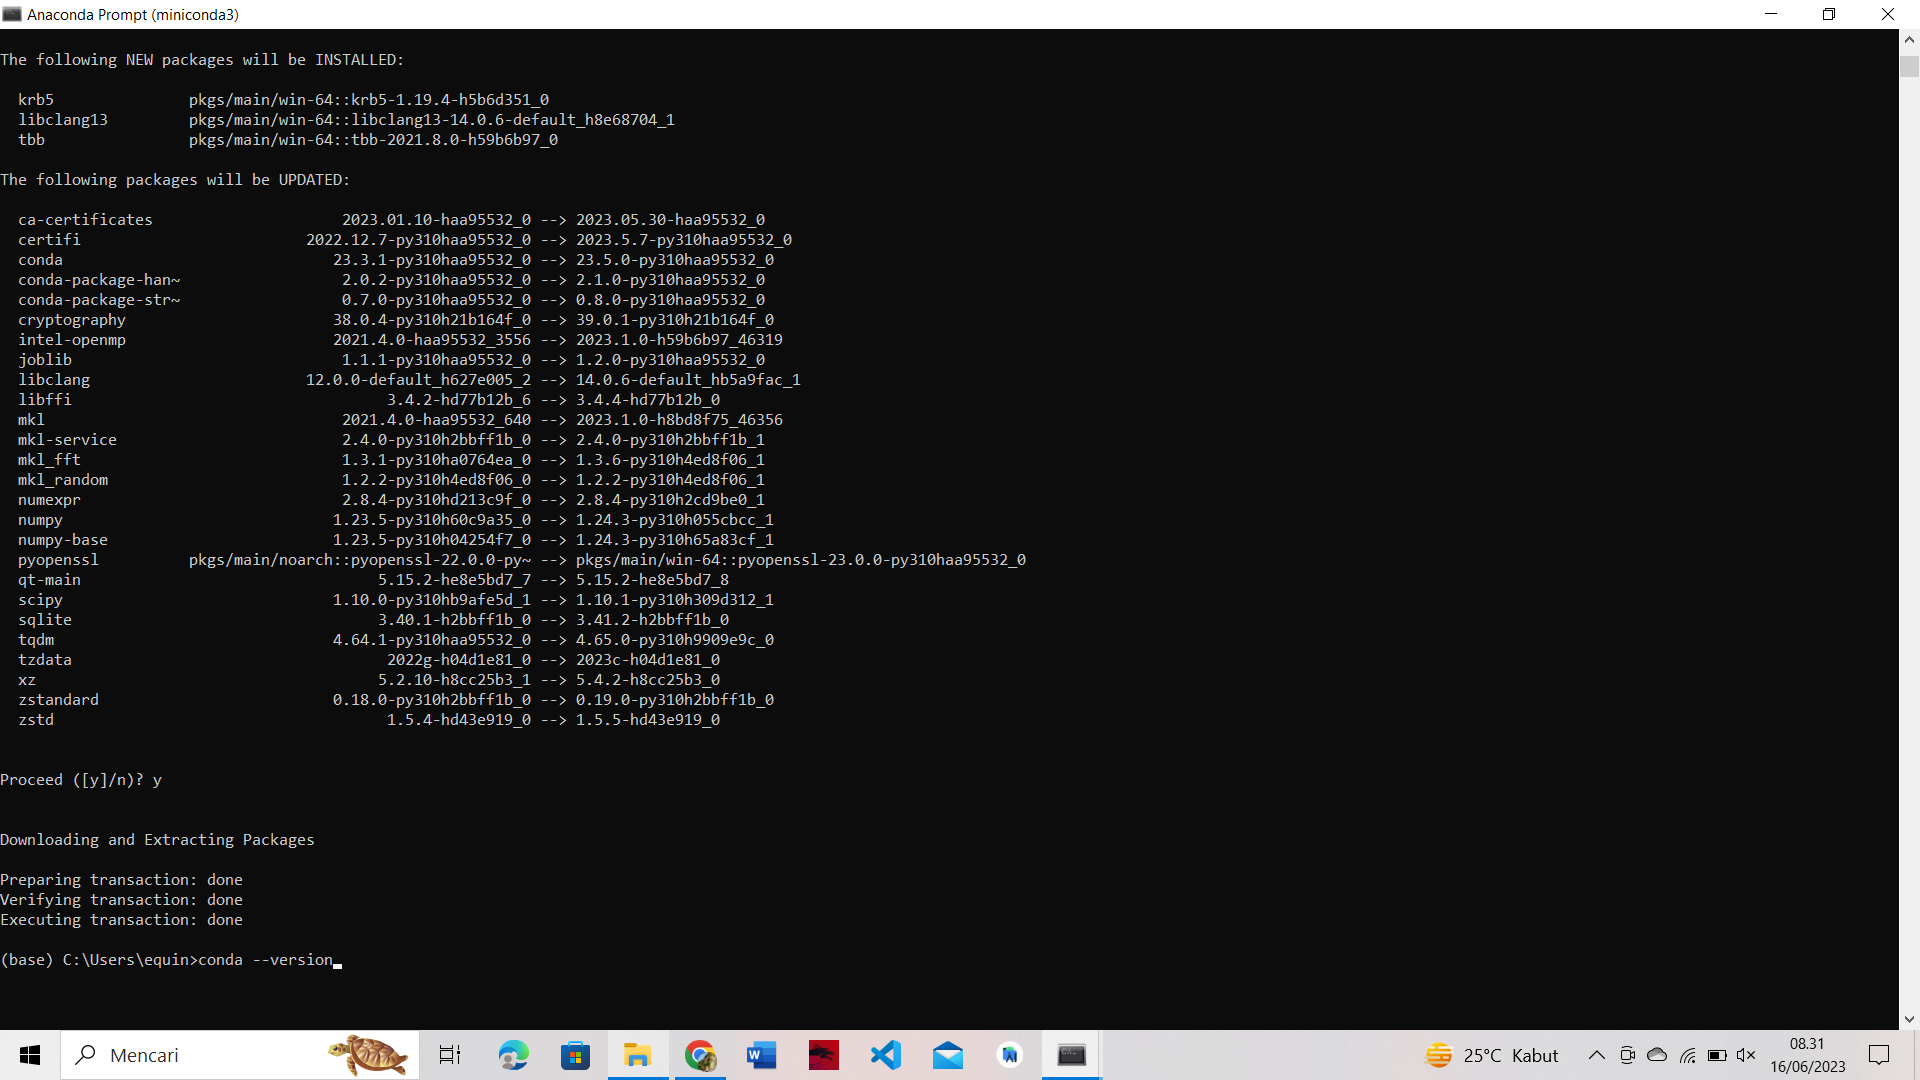 Anaconda Prompt (miniconda3)
The following NEW packages will be INSTALLED:
krb5 pkgs/main/win-64::krb5-1.19.4-h5b6d351_0
libclang13 pkgs/main/win-64::libclang13-14.0.6-default_h8e68704_1
tbb pkgs/main/win-64::tbb-2021.8.0-h59b6b97_0
The following packages will be UPDATED:
ca-certificates 2023.01.10-haa95532_0 --> 2023.05.30-haa95532_0
certifi 2022.12.7-py310haa95532_0 --> 2023.5.7-py310haa95532_0
conda 23.3.1-py310haa95532_0 --> 23.5.0-py310haa95532_0
conda-package-han~ 2.0.2-py310haa95532_0 --> 2.1.0-py310haa95532_0
conda-package-str~ 0.7.0-py310haa95532_0 --> 0.8.0-py310haa95532_0
cryptography 38.0.4-py310h21b164f_0 --> 39.0.1-py310h21b164f_0
intel-openmp 2021.4.0-haa95532_3556 --> 2023.1.0-h59b6b97_46319
joblib 1.1.1-py310haa95532_0 --> 1.2.0-py310haa95532_0
libclang 12.0.0-default_h627e005_2 --> 14.0.6-default_hb5a9fac_1
libffi 3.4.2-hd77b12b_6 --> 3.4.4-hd77b12b_0
mkl 2021.4.0-haa95532_640 --> 2023.1.0-h8bd8f75_46356
mkl-service 2.4.0-py310h2bbff1b_0 --> 2.4.0-py310h2bbff1b_1
mkl_fft 1.3.1-py310ha0764ea_0 --> 1.3.6-py310h4ed8f06_1
mkl_random 1.2.2-py310h4ed8f06_0 --> 1.2.2-py310h4ed8f06_1
numexpr 2.8.4-py310hd213c9f_0 --> 2.8.4-py310h2cd9be0_1
numpy 1.23.5-py310h60c9a35_0 --> 1.24.3-py310h055cbcc_1
numpy-base 1.23.5-py310h04254f7_0 --> 1.24.3-py310h65a83cf_1
pyopenssl pkgs/main/noarch::pyopenssl-22.0.0-py~ --> pkgs/main/win-64::pyopenssl-23.0.0-py310haa95532_0
qt-main 5.15.2-he8e5bd7_7 --> 5.15.2-he8e5bd7_8
scipy 1.10.0-py310hb9afe5d_1 --> 1.10.1-py310h309d312_1
sqlite 3.40.1-h2bbff1b_0 --> 3.41.2-h2bbff1b_0
tqdm 4.64.1-py310haa95532_0 --> 4.65.0-py310h9909e9c_0
tzdata 2022g-h04d1e81_0 --> 2023c-h04d1e81_0
xz 5.2.10-h8cc25b3_1 --> 5.4.2-h8cc25b3_0
zstandard 0.18.0-py310h2bbff1b_0 --> 0.19.0-py310h2bbff1b_0
zstd 1.5.4-hd43e919_0 --> 1.5.5-hd43e919_0
Proceed ([y]/n)? y
Downloading and Extracting Packages
Preparing transaction: done
Verifying transaction: done
Executing transaction: done
(base) C:\Users\equin>conda --version
Mencari
25°C Kabut
08.31
16/06/2023